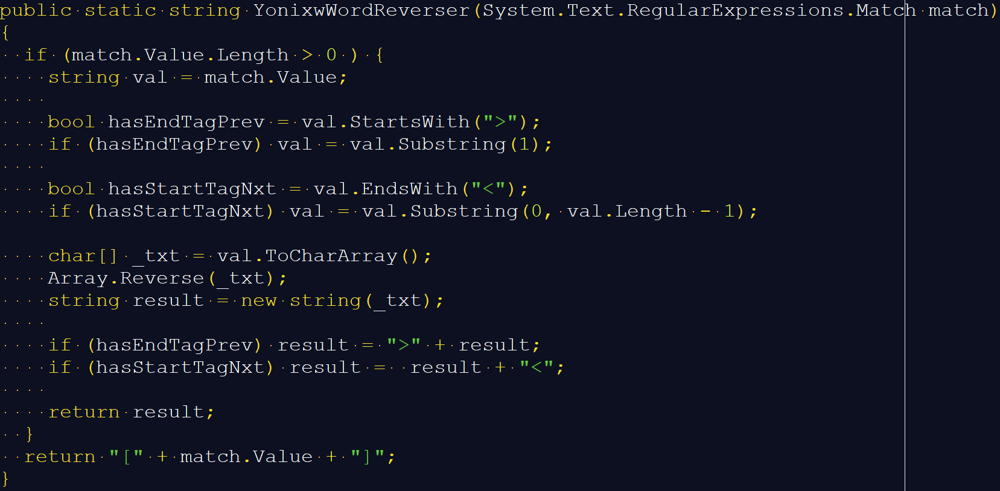 public static string YonixwWordReverser(System.Text.RegularExpressions.Match match)
{
  if (match.Value.Length > 0 ) {
    string val = match.Value;
    
    bool hasEndTagPrev = val.StartsWith(">");
    if (hasEndTagPrev) val = val.Substring(1);
    
    bool hasStartTagNxt = val.EndsWith("<");
    if (hasStartTagNxt) val = val.Substring(0, val.Length - 1);

    char[] _txt = val.ToCharArray();
    Array.Reverse(_txt);
    string result = new string(_txt);
    
    if (hasEndTagPrev) result = ">" + result;
    if (hasStartTagNxt) result =  result + "<";
    
    return result;
  }
  return "[" + match.Value + "]";
}